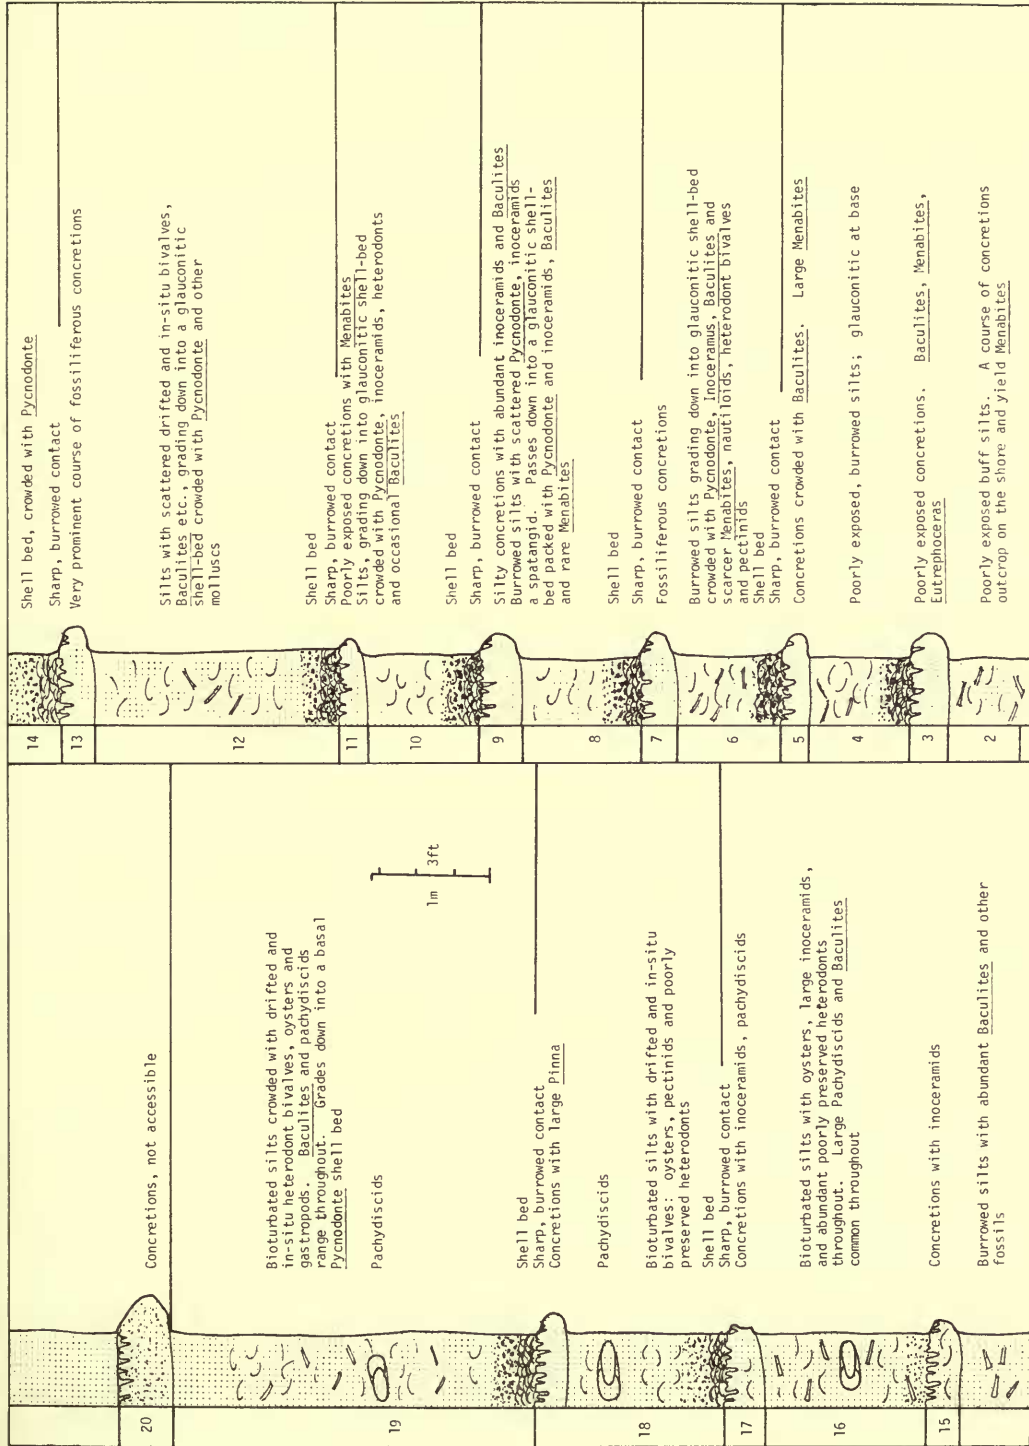 20
Concretions, not accessible
19
Bioturbated silts crowded with drifted and
in-situ heterodont bivalves, oysters and
gastropods. Baculites and pachydiscids
range throughout. Grades down into a basal
Pycnodonte shell bed
Pachydiscids
1m 3ft
Shell bed
Sharp, burrowed contact
Concretions with large Pinna
18
Pachydiscids
Bioturbated silts with drifted and in-situ
bivalves: oysters, pectinids and poorly
preserved heterodonts
Shell bed
Sharp, burrowed contact
17
Concretions with inoceramids, pachydiscids
16
Bioturbated silts with oysters, large inoceramids,
and abundant poorly preserved heterodonts
throughout. Large Pachydiscids and Baculites
common throughout
15
Concretions with inoceramids
Burrowed silts with abundant Baculites and other
fossils
14
Shell bed, crowded with Pycnodonte
Sharp, burrowed contact
13
Very prominent course of fossiliferous concretions
12
Silts with scattered drifted and in-situ bivalves,
Baculites etc., grading down into a glauconitic
shell-bed crowded with Pycnodonte and other
molluscs
Shell bed
Sharp, burrowed contact
11
Poorly exposed concretions with Menabites
10
Silts, grading down into glauconitic shell-bed
crowded with Pycnodonte, inoceramids, heterodonts
and occasional Baculites
Shell bed
Sharp, burrowed contact
9
Silty concretions with abundant inoceramids and Baculites
8
Burrowed silts with scattered Pycnodonte, inoceramids
a spatangid. Passes down into a glauconitic shell-
bed packed with Pycnodonte and inoceramids, Baculites
and rare Menabites
Shell bed
Sharp, burrowed contact
7
Fossiliferous concretions
6
Burrowed silts grading down into glauconitic shell-bed
crowded with Pycnodonte, Inoceramus, Baculites and
scarcer Menabites, nautiloids, heterodont bivalves
and pectinids
Shell bed
Sharp, burrowed contact
5
Concretions crowded with Baculites. Large Menabites
4
Poorly exposed, burrowed silts; glauconitic at base
3
Poorly exposed concretions. Baculites, Menabites,
Eutrephoceras
2
Poorly exposed buff silts. A course of concretions
outcrop on the shore and yield Menabites